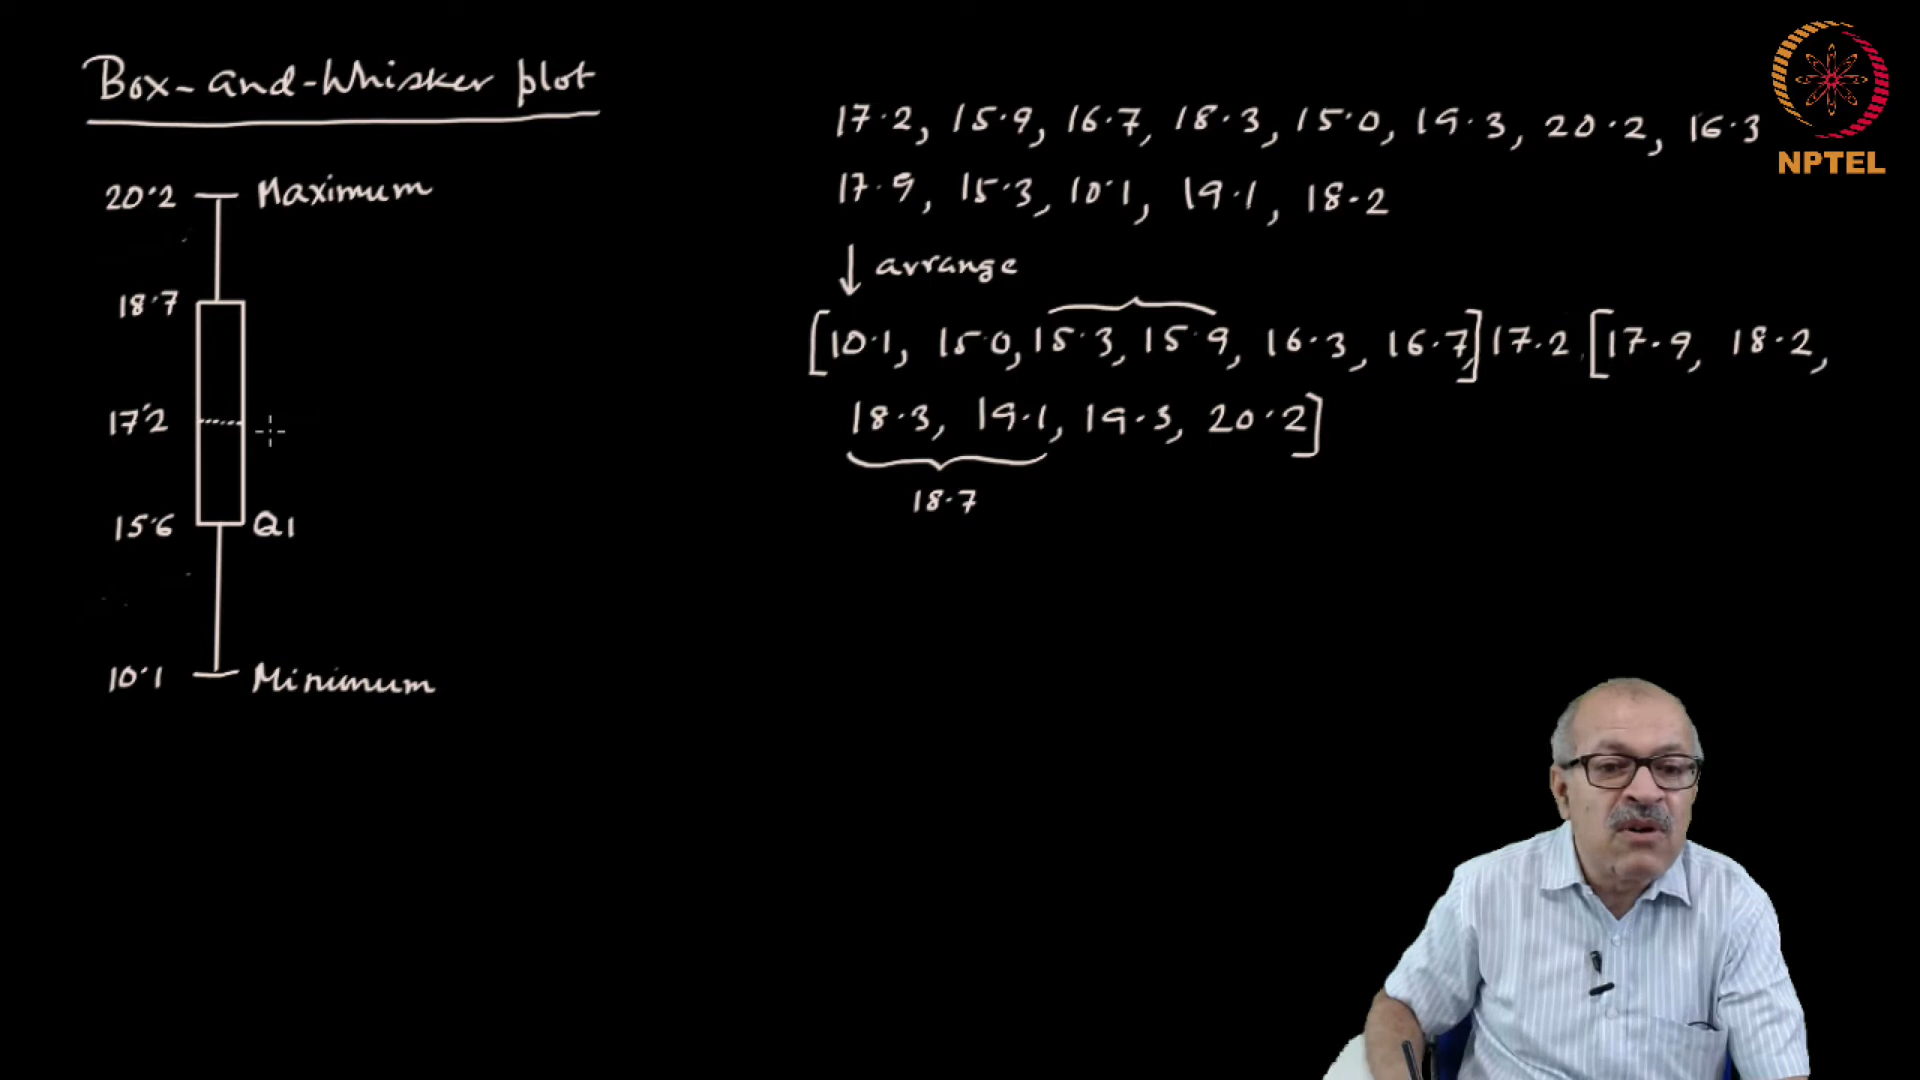 Box-and-Whisker plot
20.2 Maximum
18.7
17.2
15.6 Q1
10.1 Minimum
17.2, 15.9, 16.7, 18.3, 15.0, 19.3, 20.2, 16.3
17.9, 15.3, 10.1, 19.1, 18.2
↓ arrange
[10.1, 15.0, 15.3, 15.9, 16.3, 16.7,] 17.2 [17.9, 18.2,
18.3, 19.1, 19.3, 20.2]
18.7
NPTEL